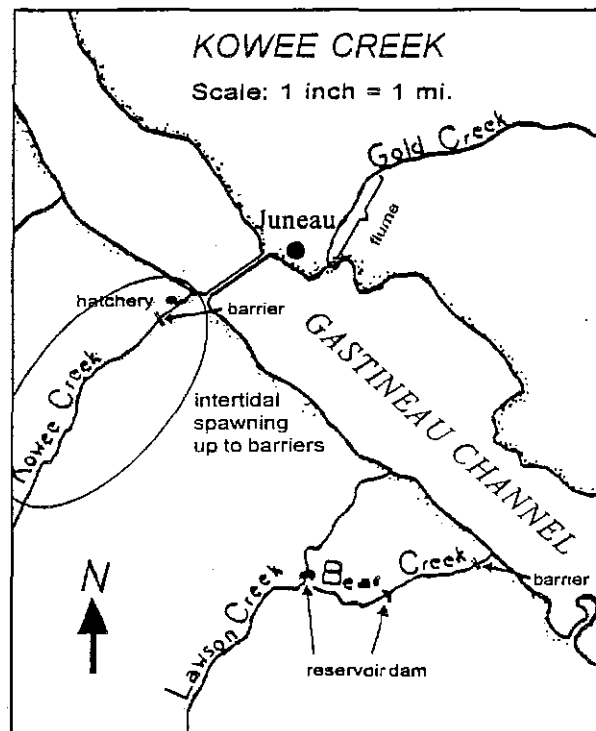 KOWEE CREEK
Scale: 1 inch = 1 mi.
Gold Creek
Juneau
flume
hatchery
barrier
GASTINEAU CHANNEL
Kowee Creek
intertidal
spawning
up to barriers
Bear Creek
barrier
N
Lawson Creek
reservoir dam